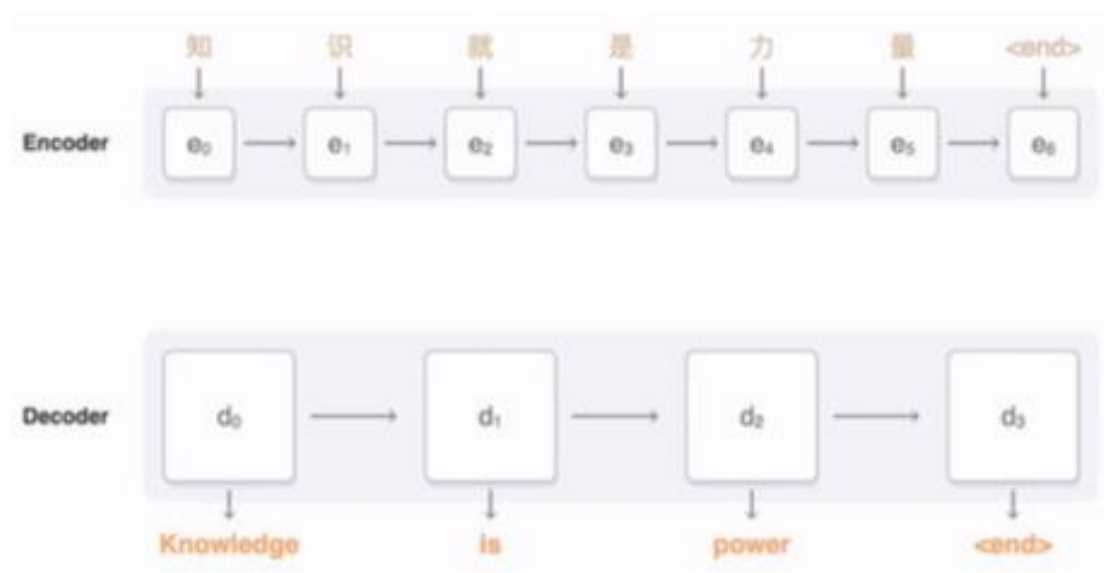 知 识 就 是 力 量 <end>
Encoder e₀ e₁ e₂ e₃ e₄ e₅ e₆
Decoder d₀ d₁ d₂ d₃
Knowledge is power <end>